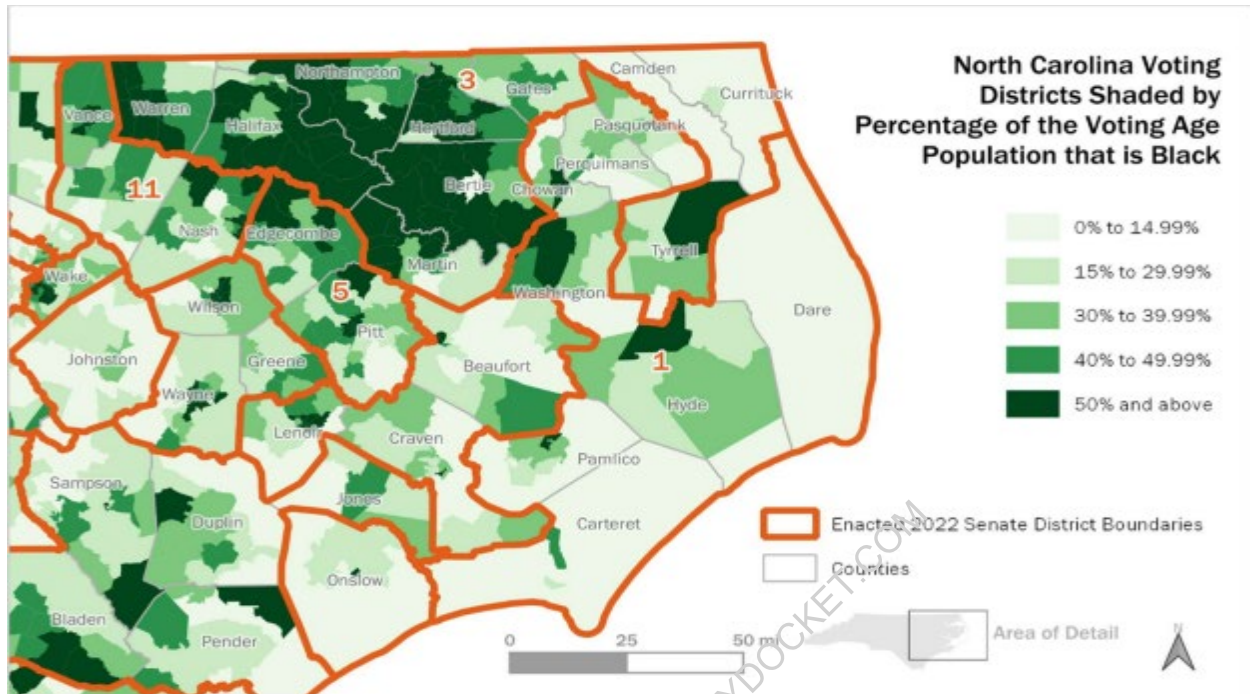 North Carolina Voting
Districts Shaded by
Percentage of the Voting Age
Population that is Black
0% to 14.99%
15% to 29.99%
30% to 39.99%
40% to 49.99%
50% and above
Northampton
3
Gates
Camden
Currituck
Vance
Warren
Halifax
Hertford
Pasquotank
Perquimans
Bertie
Chowan
11
Nash
Edgecombe
Martin
Tyrrell
Wake
Wilson
5
Pitt
Washington
Dare
Johnston
Greene
Beaufort
1
Wayne
Hyde
Lenoir
Craven
Pamlico
Sampson
Jones
Duplin
Carteret
Onslow
Bladen
Pender
Enacted 2022 Senate District Boundaries
Counties
0 25 50 mi
Area of Detail
N
YDOCKET.COM